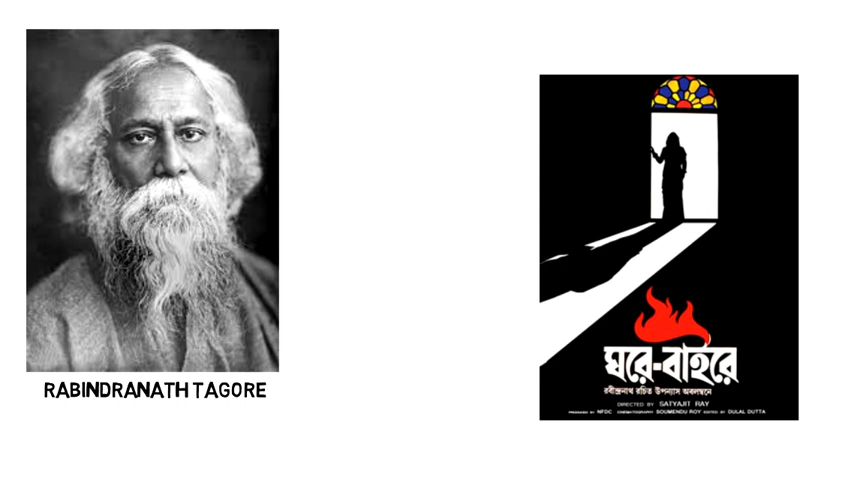 RABINDRANATH TAGORE
ঘরে-বাইরে
রবীন্দ্রনাথ রচিত উপন্যাস অবলম্বনে
DIRECTED BY SATYAJIT RAY
PRODUCED BY NFDC CINEMATOGRAPHY SOUMENDU ROY EDITED BY DULAL DUTTA